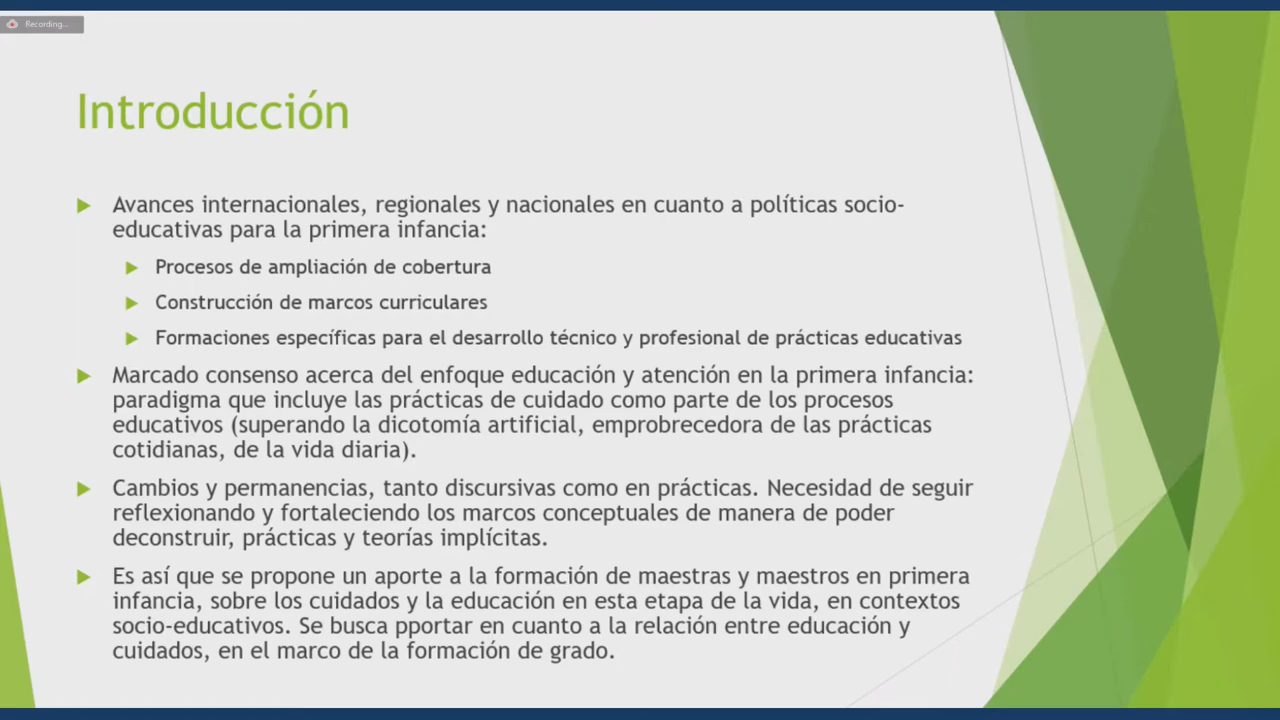 Recording...
Introducción
Avances internacionales, regionales y nacionales en cuanto a políticas socio-
educativas para la primera infancia:
Procesos de ampliación de cobertura
Construcción de marcos curriculares
Formaciones específicas para el desarrollo técnico y profesional de prácticas educativas
Marcado consenso acerca del enfoque educación y atención en la primera infancia:
paradigma que incluye las prácticas de cuidado como parte de los procesos
educativos (superando la dicotomía artificial, emprobrecedora de las prácticas
cotidianas, de la vida diaria).
Cambios y permanencias, tanto discursivas como en prácticas. Necesidad de seguir
reflexionando y fortaleciendo los marcos conceptuales de manera de poder
deconstruir, prácticas y teorías implícitas.
Es así que se propone un aporte a la formación de maestras y maestros en primera
infancia, sobre los cuidados y la educación en esta etapa de la vida, en contextos
socio-educativos. Se busca pportar en cuanto a la relación entre educación y
cuidados, en el marco de la formación de grado.